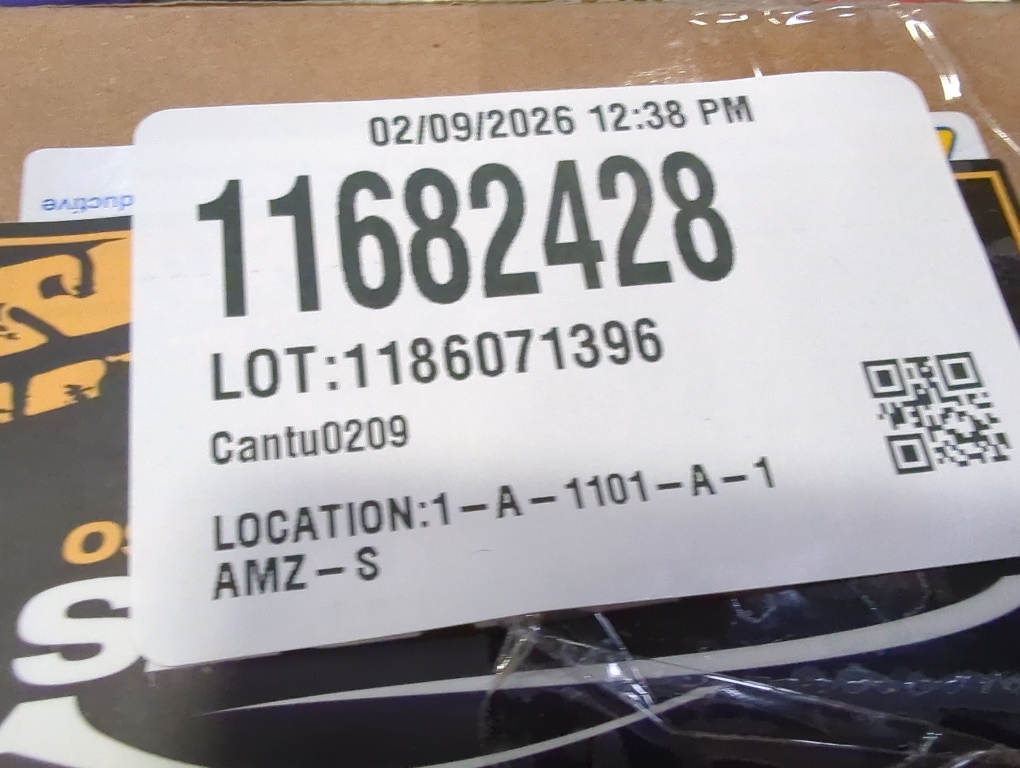 02/09/2026 12:38 PM
11682428
LOT:1186071396
Cantu0209
LOCATION:1-A-1101-A-1
AMZ-S